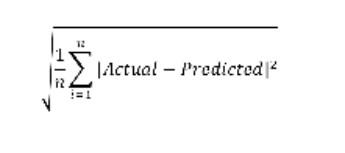 √(1/n ∑_{i=1}^{n} |Actual − Predicted|²)